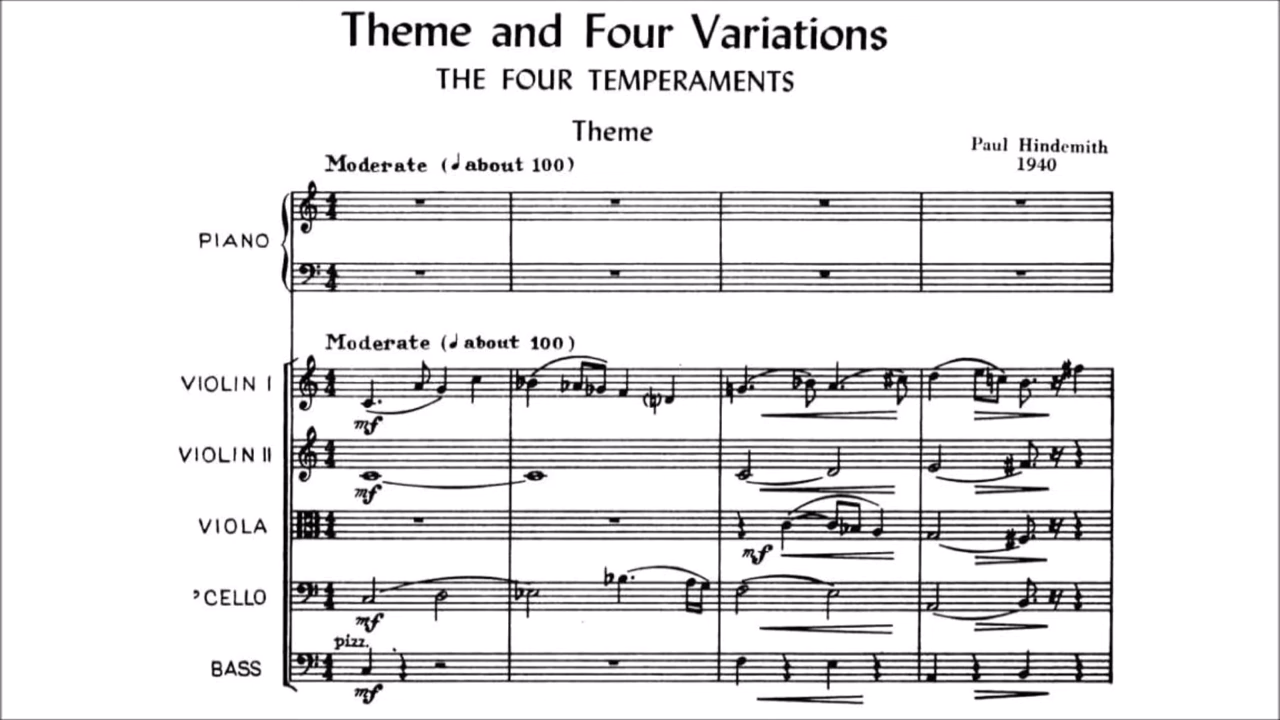 Theme and Four Variations
THE FOUR TEMPERAMENTS
Theme
Paul Hindemith
1940
Moderate (♩about 100)
PIANO
Moderate (♩about 100)
VIOLIN I
mf
VIOLIN II
mf
VIOLA
mf
'CELLO
mf
pizz.
BASS
mf